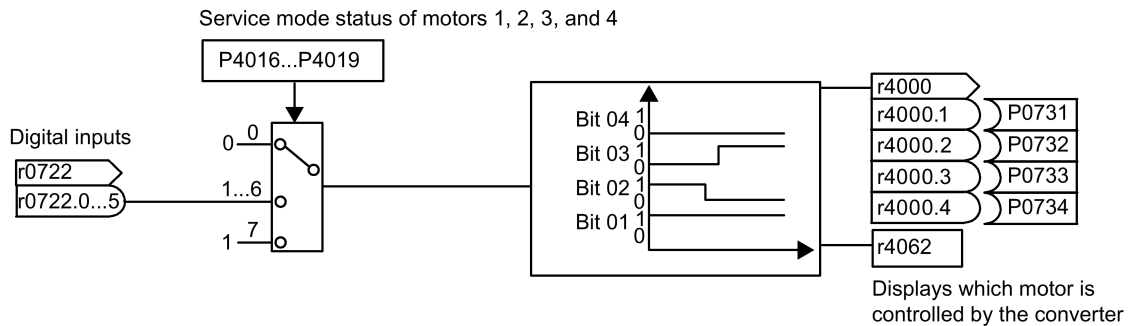 Service mode status of motors 1, 2, 3, and 4
P4016...P4019
Digital inputs
r0722
r0722.0...5
0 0
1...6
1 7
Bit 04 1
0
Bit 03 1
0
Bit 02 1
0
Bit 01 1
0
r4000
r4000.1 P0731
r4000.2 P0732
r4000.3 P0733
r4000.4 P0734
r4062
Displays which motor is
controlled by the converter